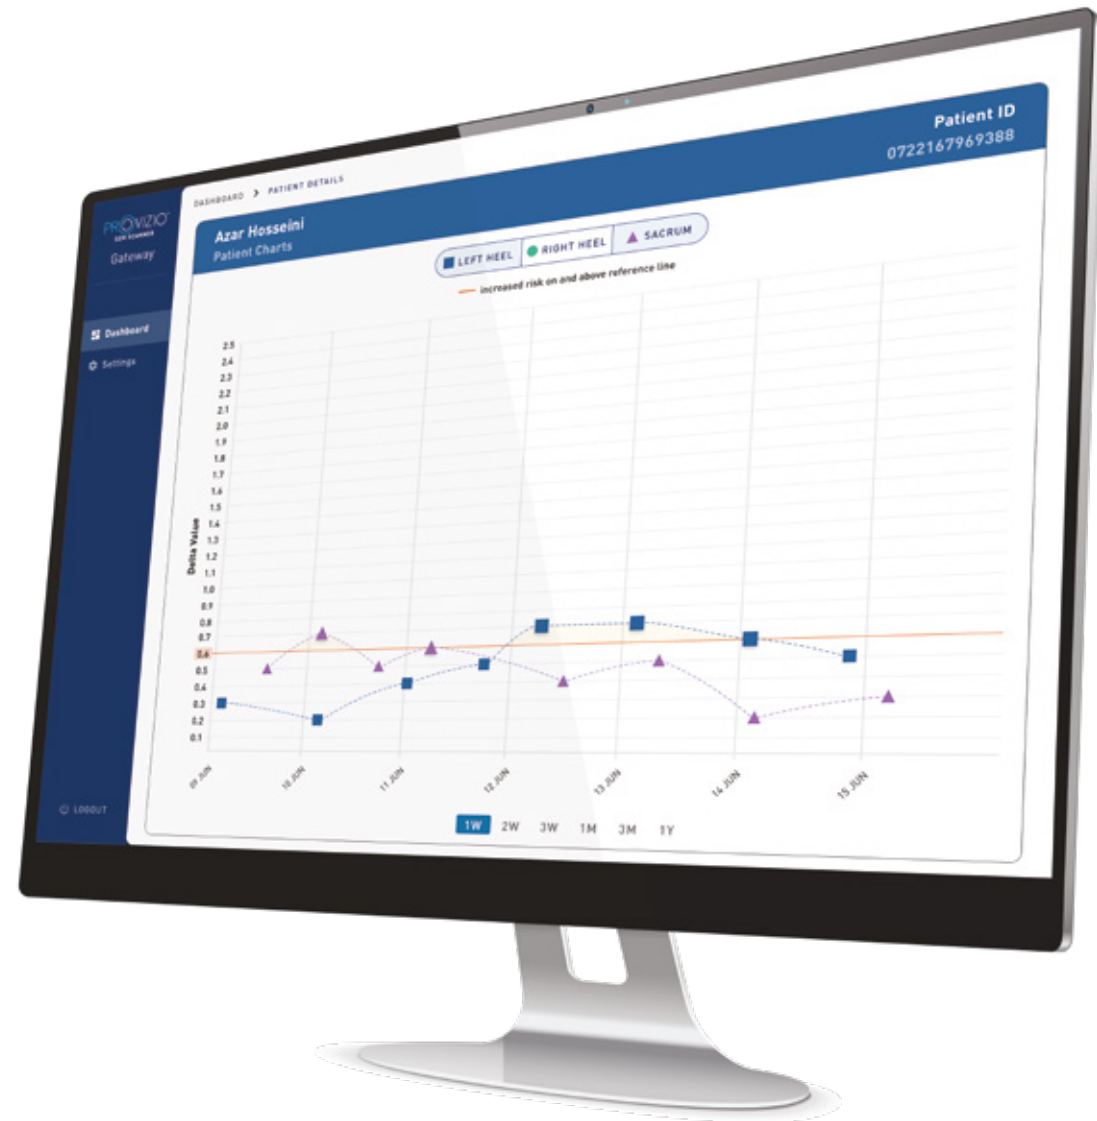 DASHBOARD > PATIENT DETAILS
Patient ID
0722167969388
PROVIZIO
SEM SCANNER
Gateway
Azar Hosseini
Patient Charts
Dashboard
Settings
LOGOUT
LEFT HEEL RIGHT HEEL SACRUM
increased risk on and above reference line
Delta Value
2.5
2.4
2.3
2.2
2.1
2.0
1.9
1.8
1.7
1.6
1.5
1.4
1.3
1.2
1.1
1.0
0.9
0.8
0.7
0.6
0.5
0.4
0.3
0.2
0.1
09 JUN 10 JUN 11 JUN 12 JUN 13 JUN 14 JUN 15 JUN
1W 2W 3W 1M 3M 1Y